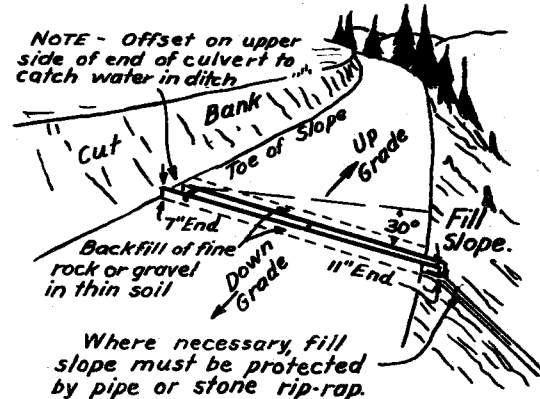 NOTE - Offset on upper
side of end of culvert to
catch water in ditch
Bank
Cut
Toe of Slope
Up
Grade
30°
Fill
Slope.
7" End
Backfill of fine
rock or gravel
in thin soil
Down
Grade
11" End
Where necessary, fill
slope must be protected
by pipe or stone rip-rap.